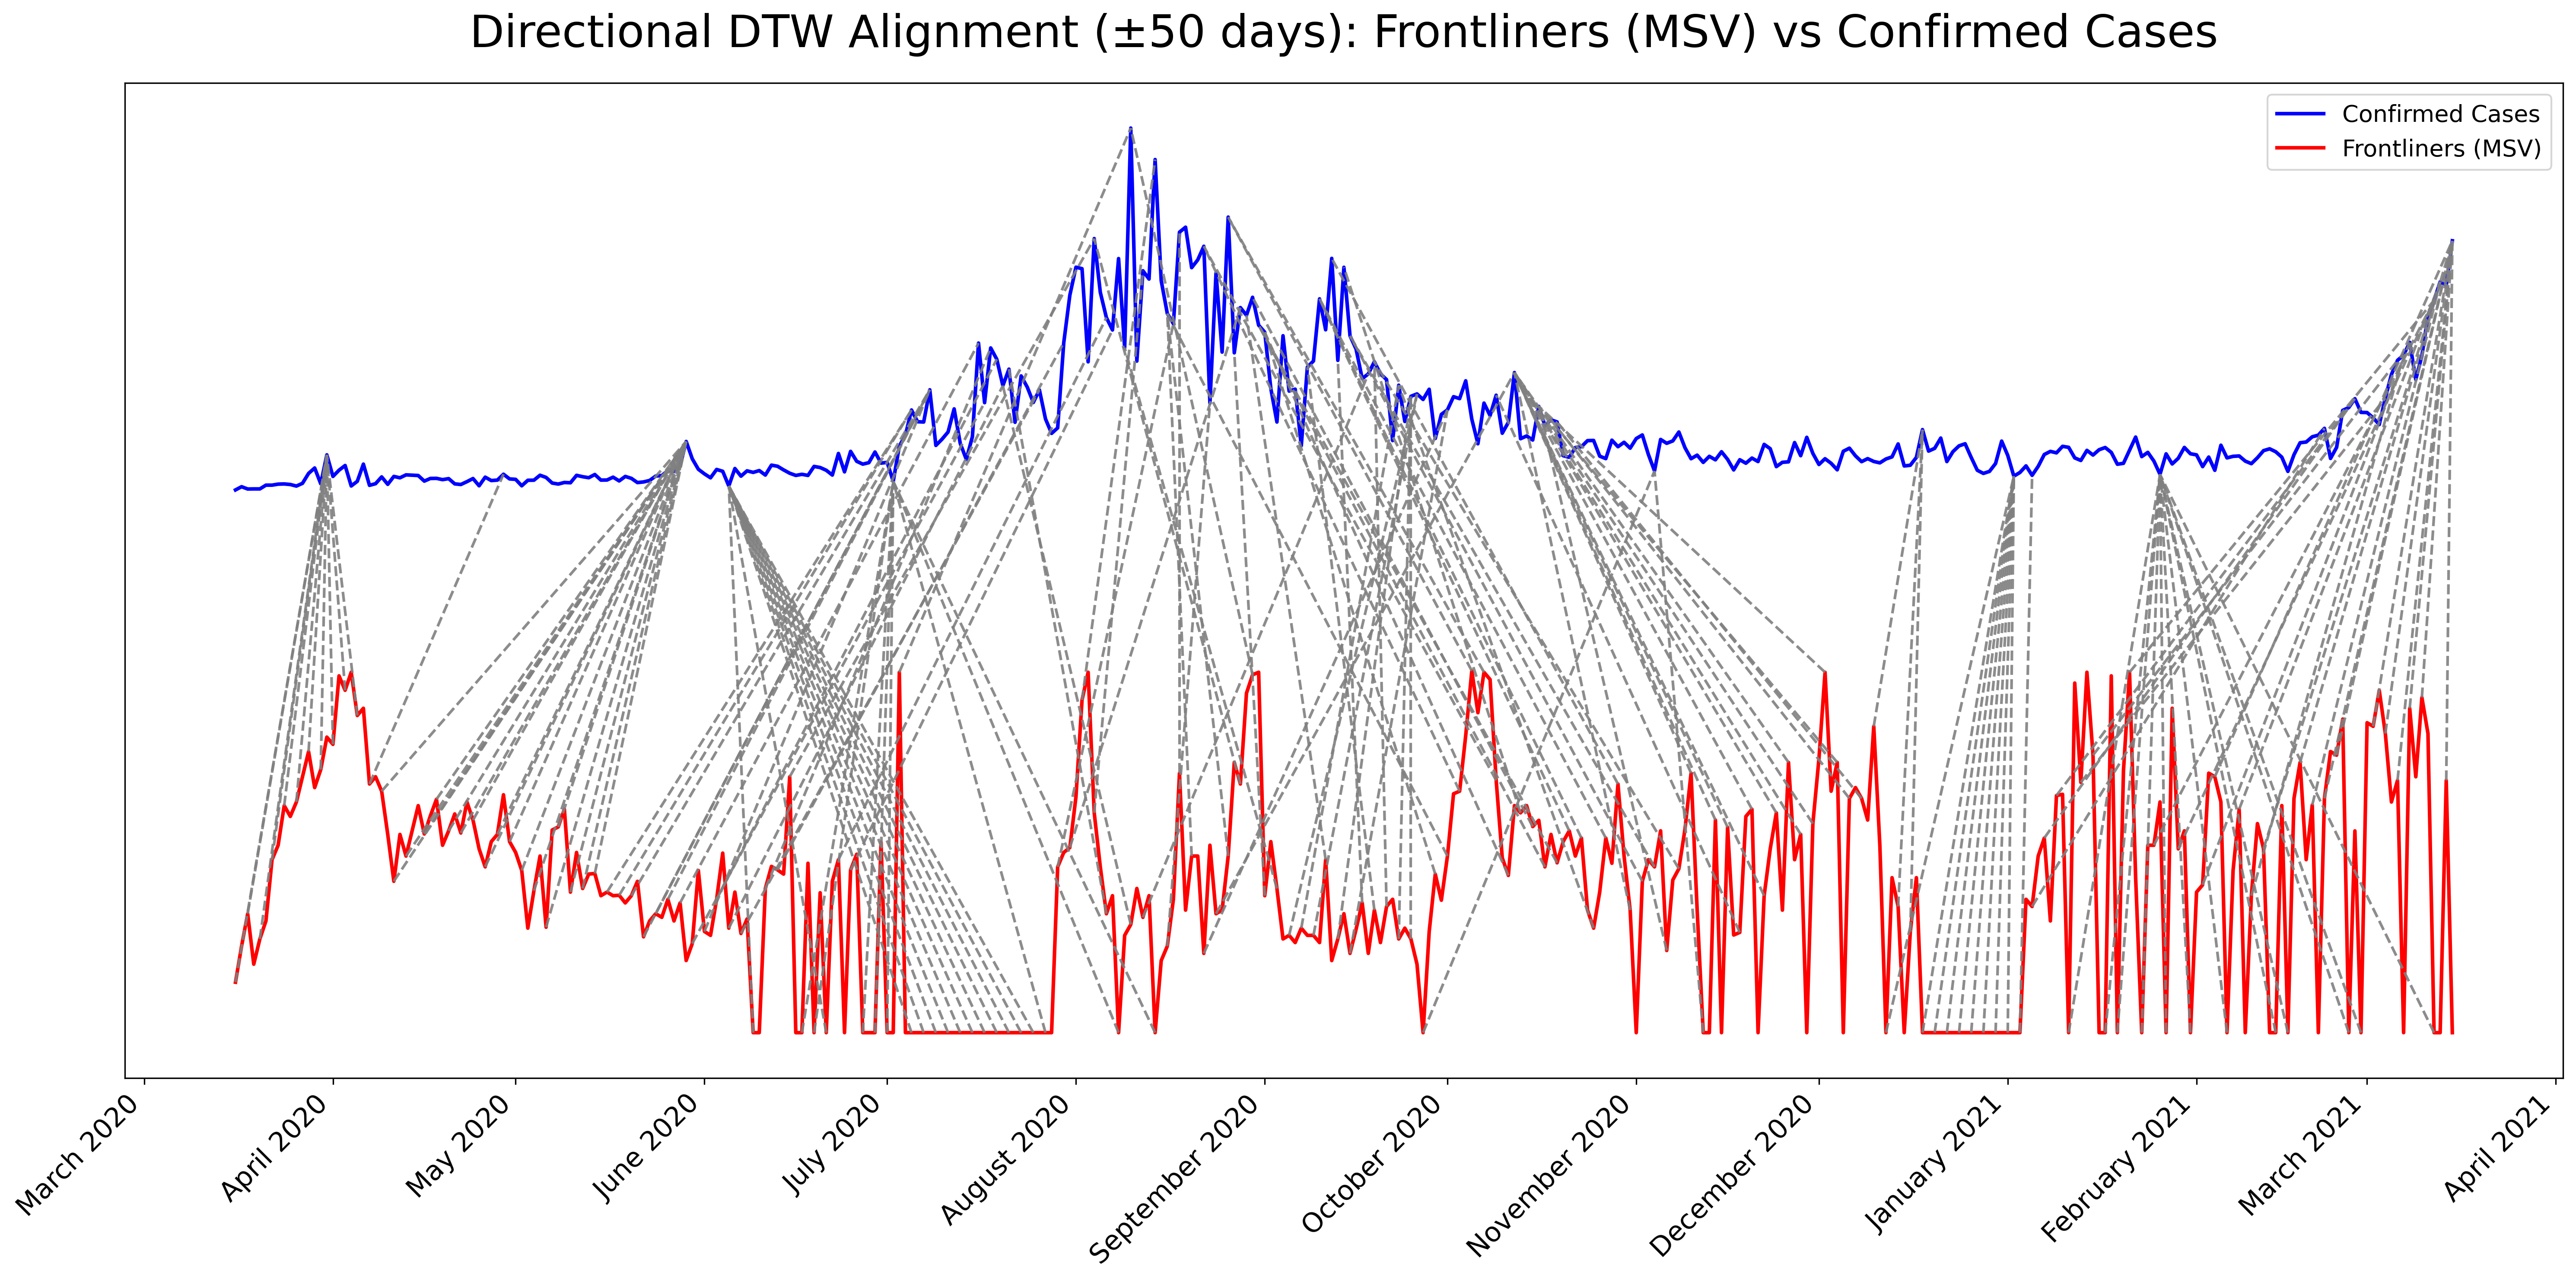 Directional DTW Alignment (±50 days): Frontliners (MSV) vs Confirmed Cases
Confirmed Cases
Frontliners (MSV)
March 2020
April 2020
May 2020
June 2020
July 2020
August 2020
September 2020
October 2020
November 2020
December 2020
January 2021
February 2021
March 2021
April 2021